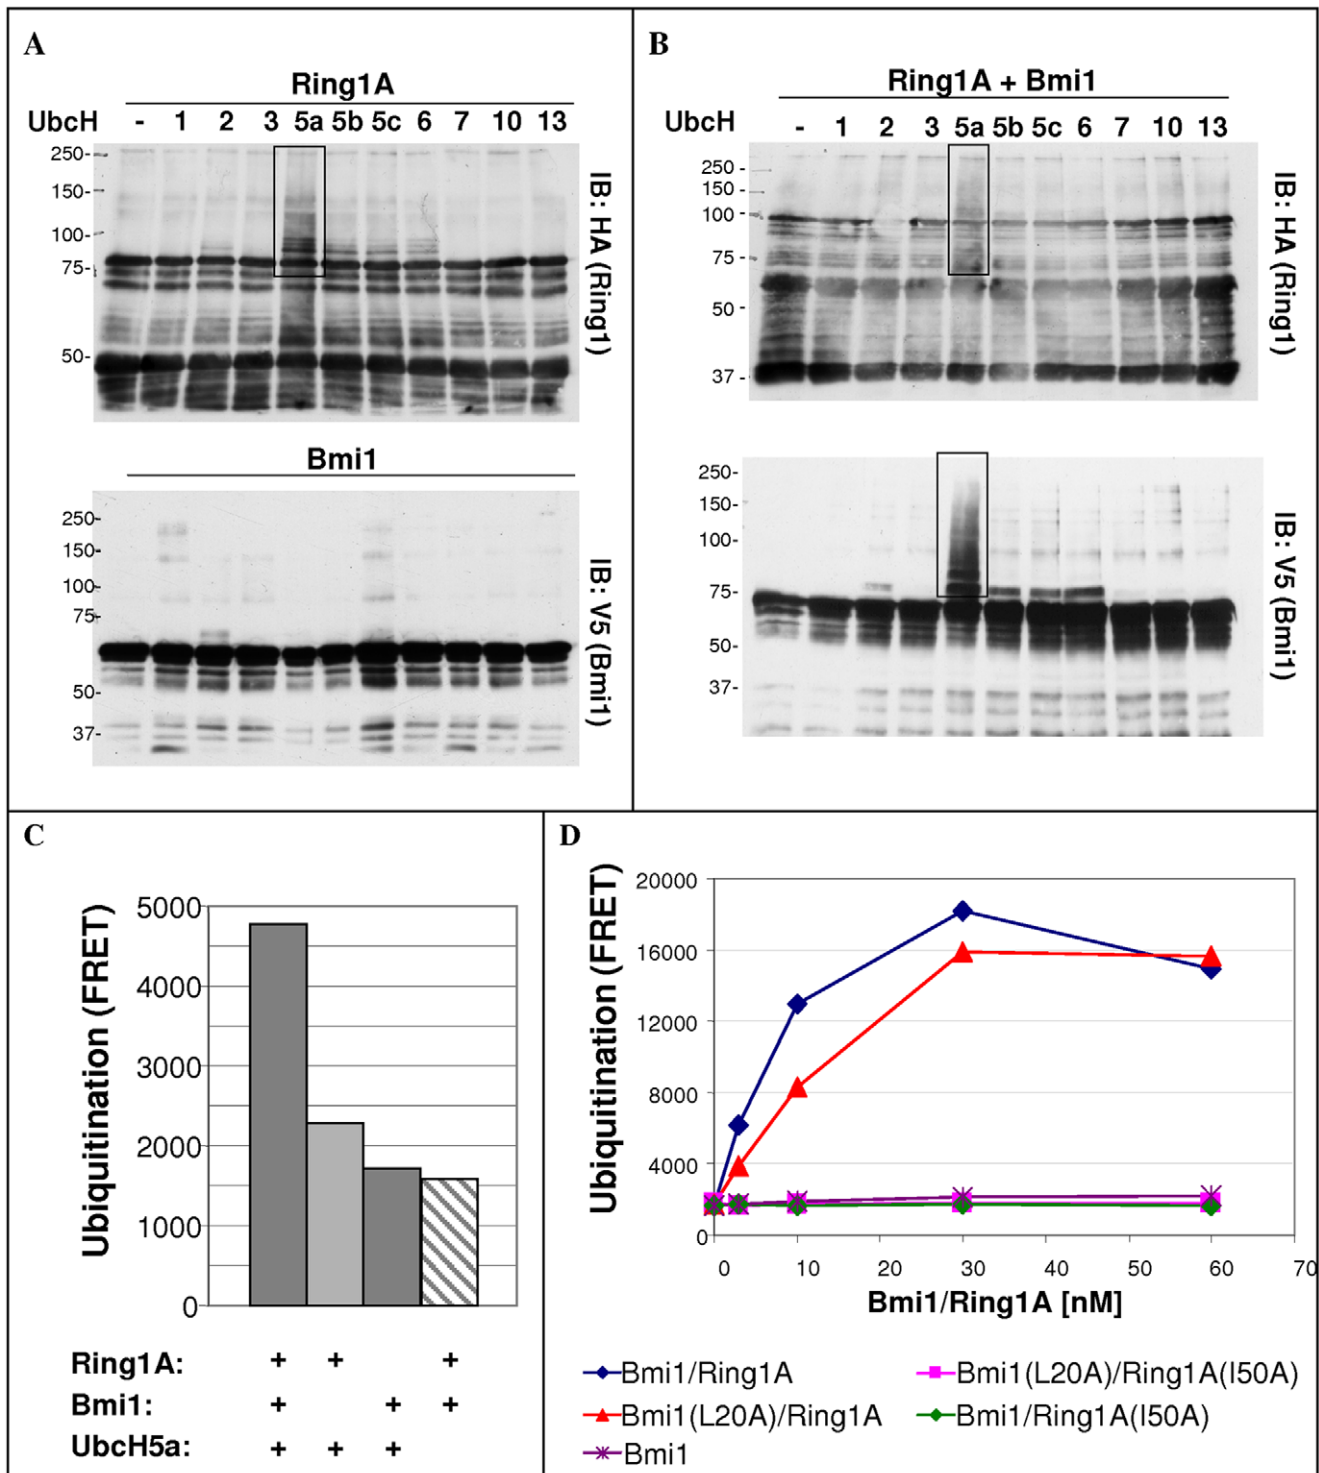 A
Ring1A
UbcH - 1 2 3 5a 5b 5c 6 7 10 13
250-
150-
100-
75-
50-
IB: HA (Ring1)
Bmi1
250-
150-
100-
75-
50-
37-
IB: V5 (Bmi1)
B
Ring1A + Bmi1
UbcH - 1 2 3 5a 5b 5c 6 7 10 13
250-
150-
100-
75-
50-
37-
IB: HA (Ring1)
250-
150-
100-
75-
50-
37-
IB: V5 (Bmi1)
C
Ubiquitination (FRET)
5000
4000
3000
2000
1000
0
Ring1A: + + +
Bmi1: + + +
UbcH5a: + + +
D
Ubiquitination (FRET)
20000
16000
12000
8000
4000
0
0 10 20 30 40 50 60 70
Bmi1/Ring1A [nM]
Bmi1/Ring1A
Bmi1(L20A)/Ring1A(I50A)
Bmi1(L20A)/Ring1A
Bmi1/Ring1A(I50A)
Bmi1